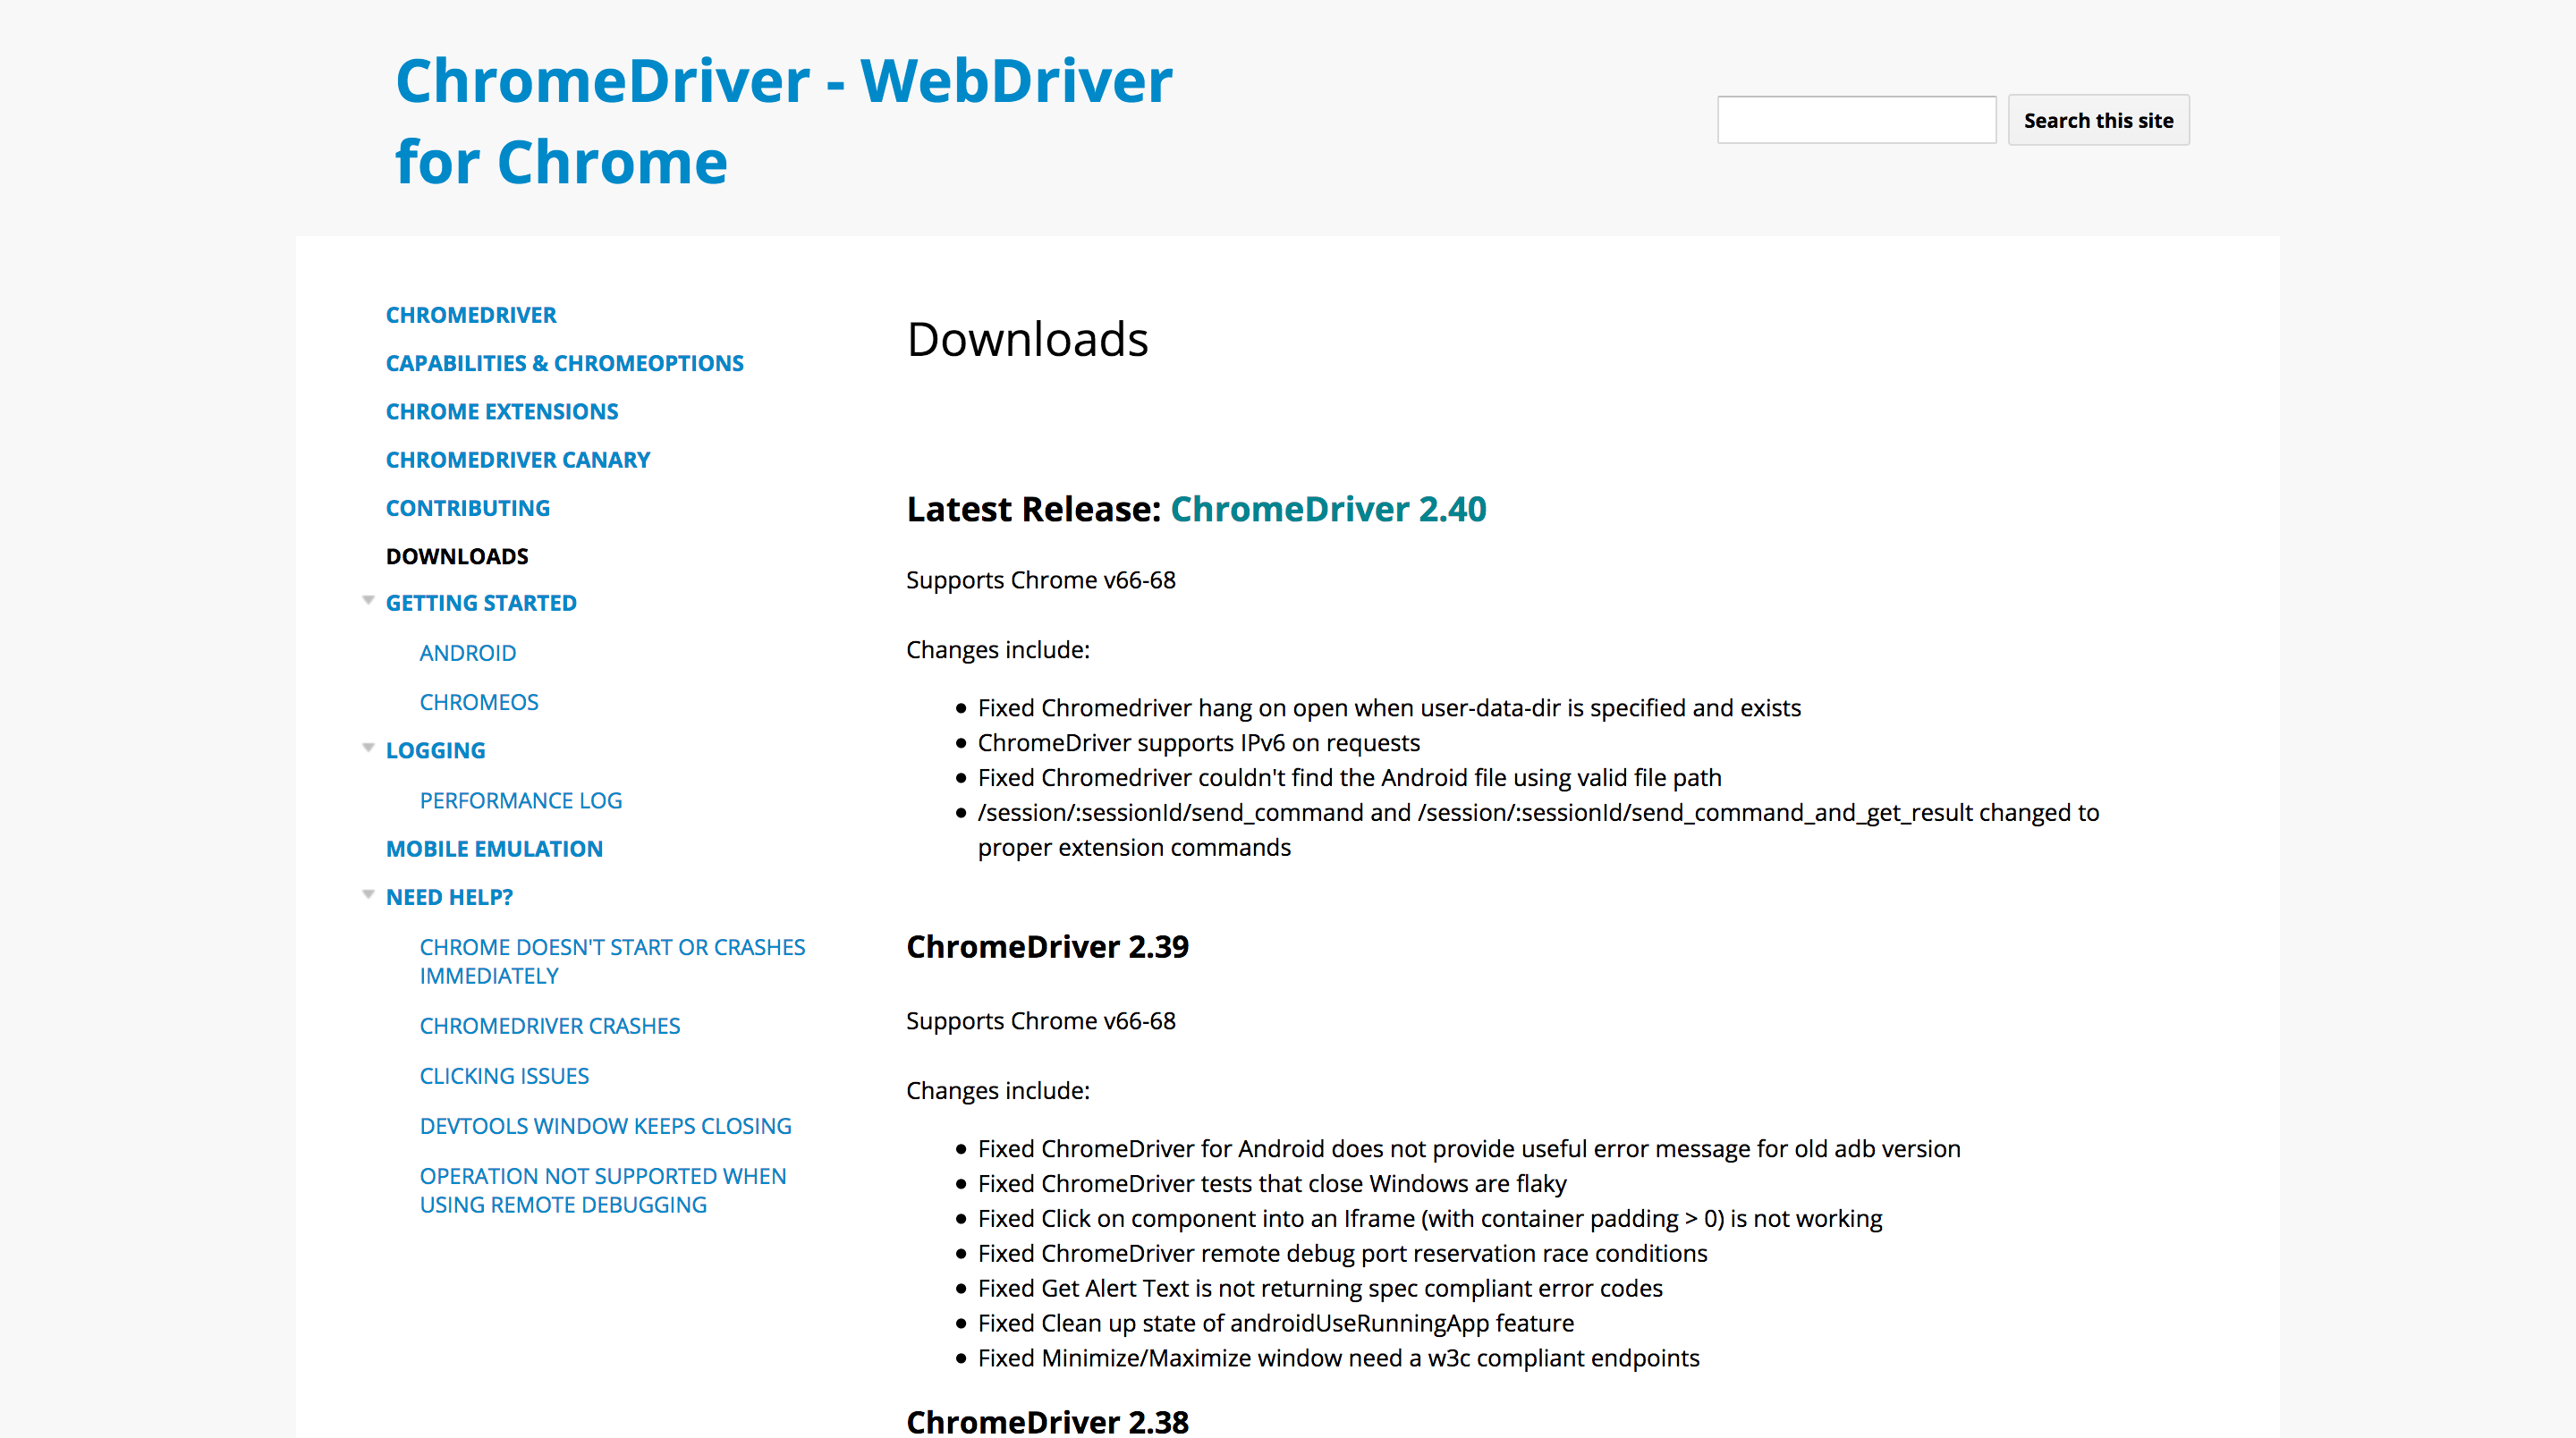 ChromeDriver - WebDriver
for Chrome
Search this site
CHROMEDRIVER
CAPABILITIES & CHROMEOPTIONS
CHROME EXTENSIONS
CHROMEDRIVER CANARY
CONTRIBUTING
DOWNLOADS
GETTING STARTED
ANDROID
CHROMEOS
LOGGING
PERFORMANCE LOG
MOBILE EMULATION
NEED HELP?
CHROME DOESN'T START OR CRASHES
IMMEDIATELY
CHROMEDRIVER CRASHES
CLICKING ISSUES
DEVTOOLS WINDOW KEEPS CLOSING
OPERATION NOT SUPPORTED WHEN
USING REMOTE DEBUGGING
Downloads
Latest Release: ChromeDriver 2.40
Supports Chrome v66-68
Changes include:
Fixed Chromedriver hang on open when user-data-dir is specified and exists
ChromeDriver supports IPv6 on requests
Fixed Chromedriver couldn't find the Android file using valid file path
/session/:sessionId/send_command and /session/:sessionId/send_command_and_get_result changed to
proper extension commands
ChromeDriver 2.39
Supports Chrome v66-68
Changes include:
Fixed ChromeDriver for Android does not provide useful error message for old adb version
Fixed ChromeDriver tests that close Windows are flaky
Fixed Click on component into an Iframe (with container padding > 0) is not working
Fixed ChromeDriver remote debug port reservation race conditions
Fixed Get Alert Text is not returning spec compliant error codes
Fixed Clean up state of androidUseRunningApp feature
Fixed Minimize/Maximize window need a w3c compliant endpoints
ChromeDriver 2.38